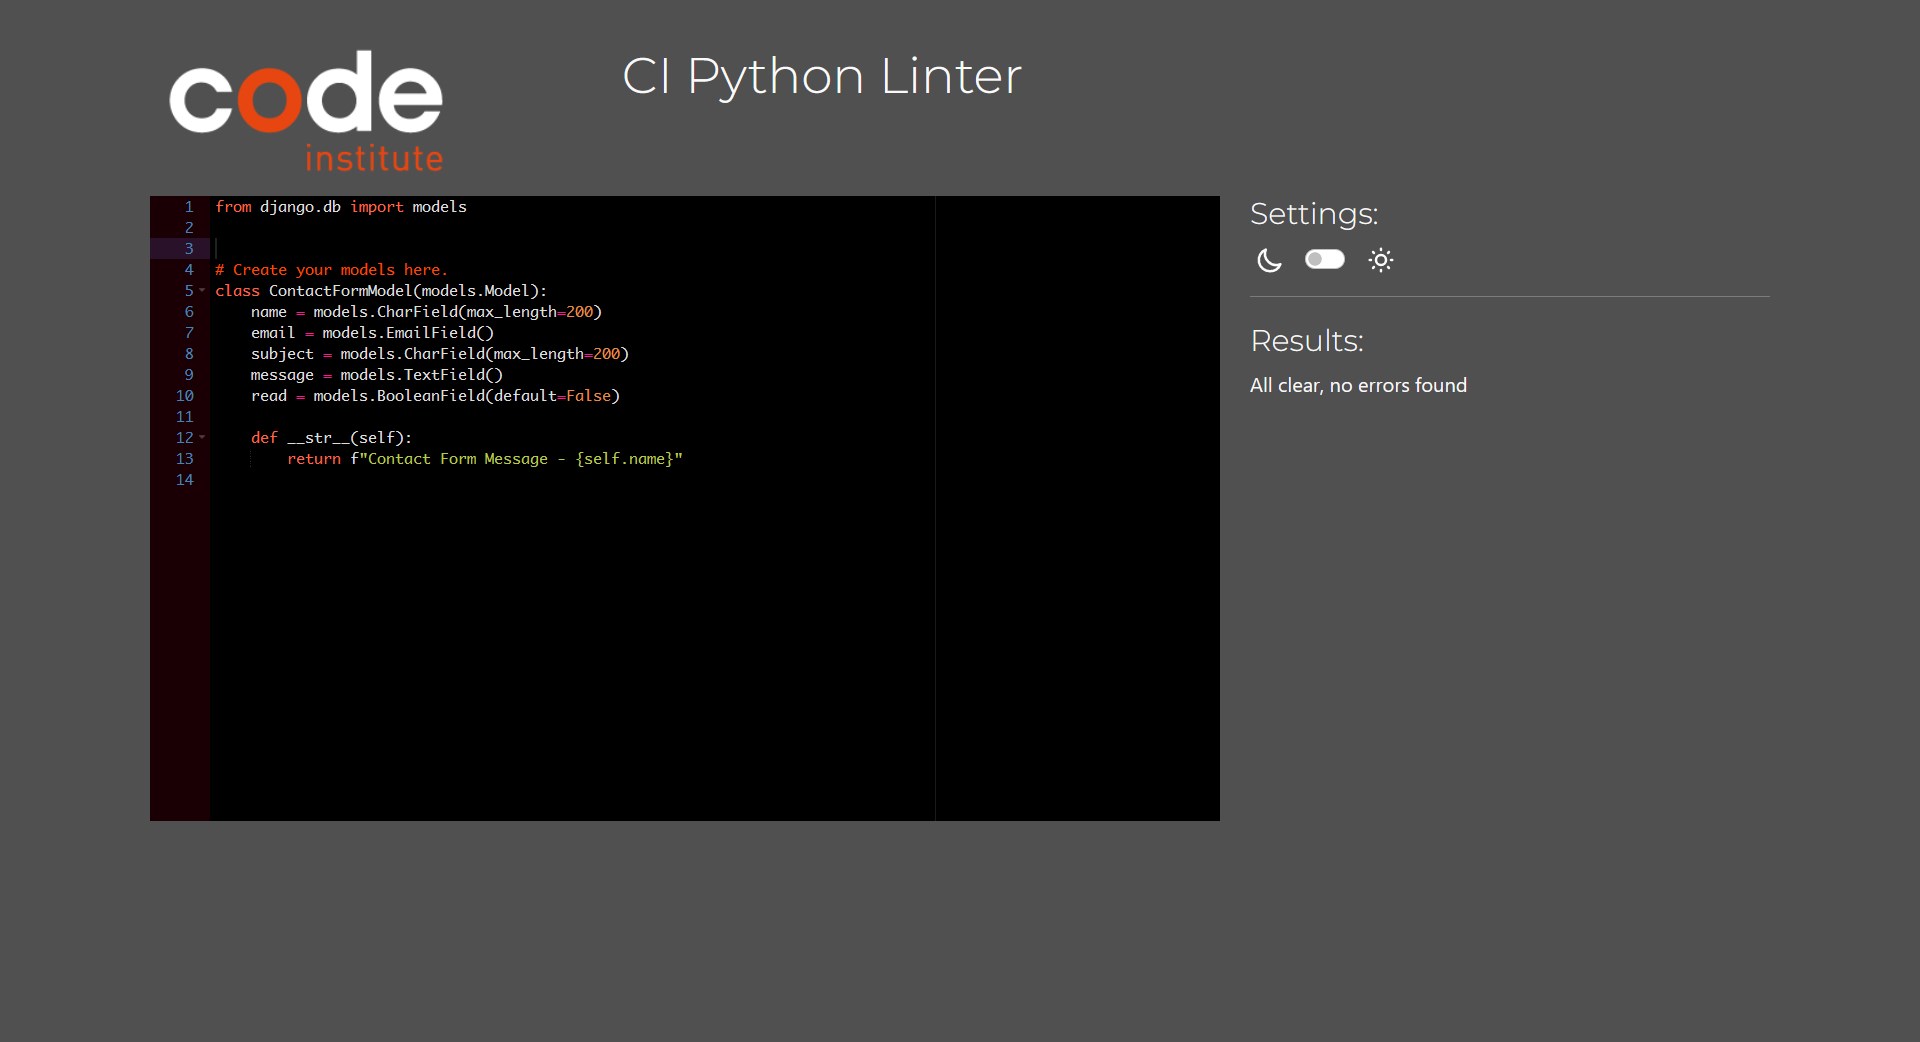 code
institute
CI Python Linter
1 from django.db import models
2
3
4 # Create your models here.
5 class ContactFormModel(models.Model):
6     name = models.CharField(max_length=200)
7     email = models.EmailField()
8     subject = models.CharField(max_length=200)
9     message = models.TextField()
10     read = models.BooleanField(default=False)
11
12     def __str__(self):
13         return f"Contact Form Message - {self.name}"
14
Settings:
Results:
All clear, no errors found